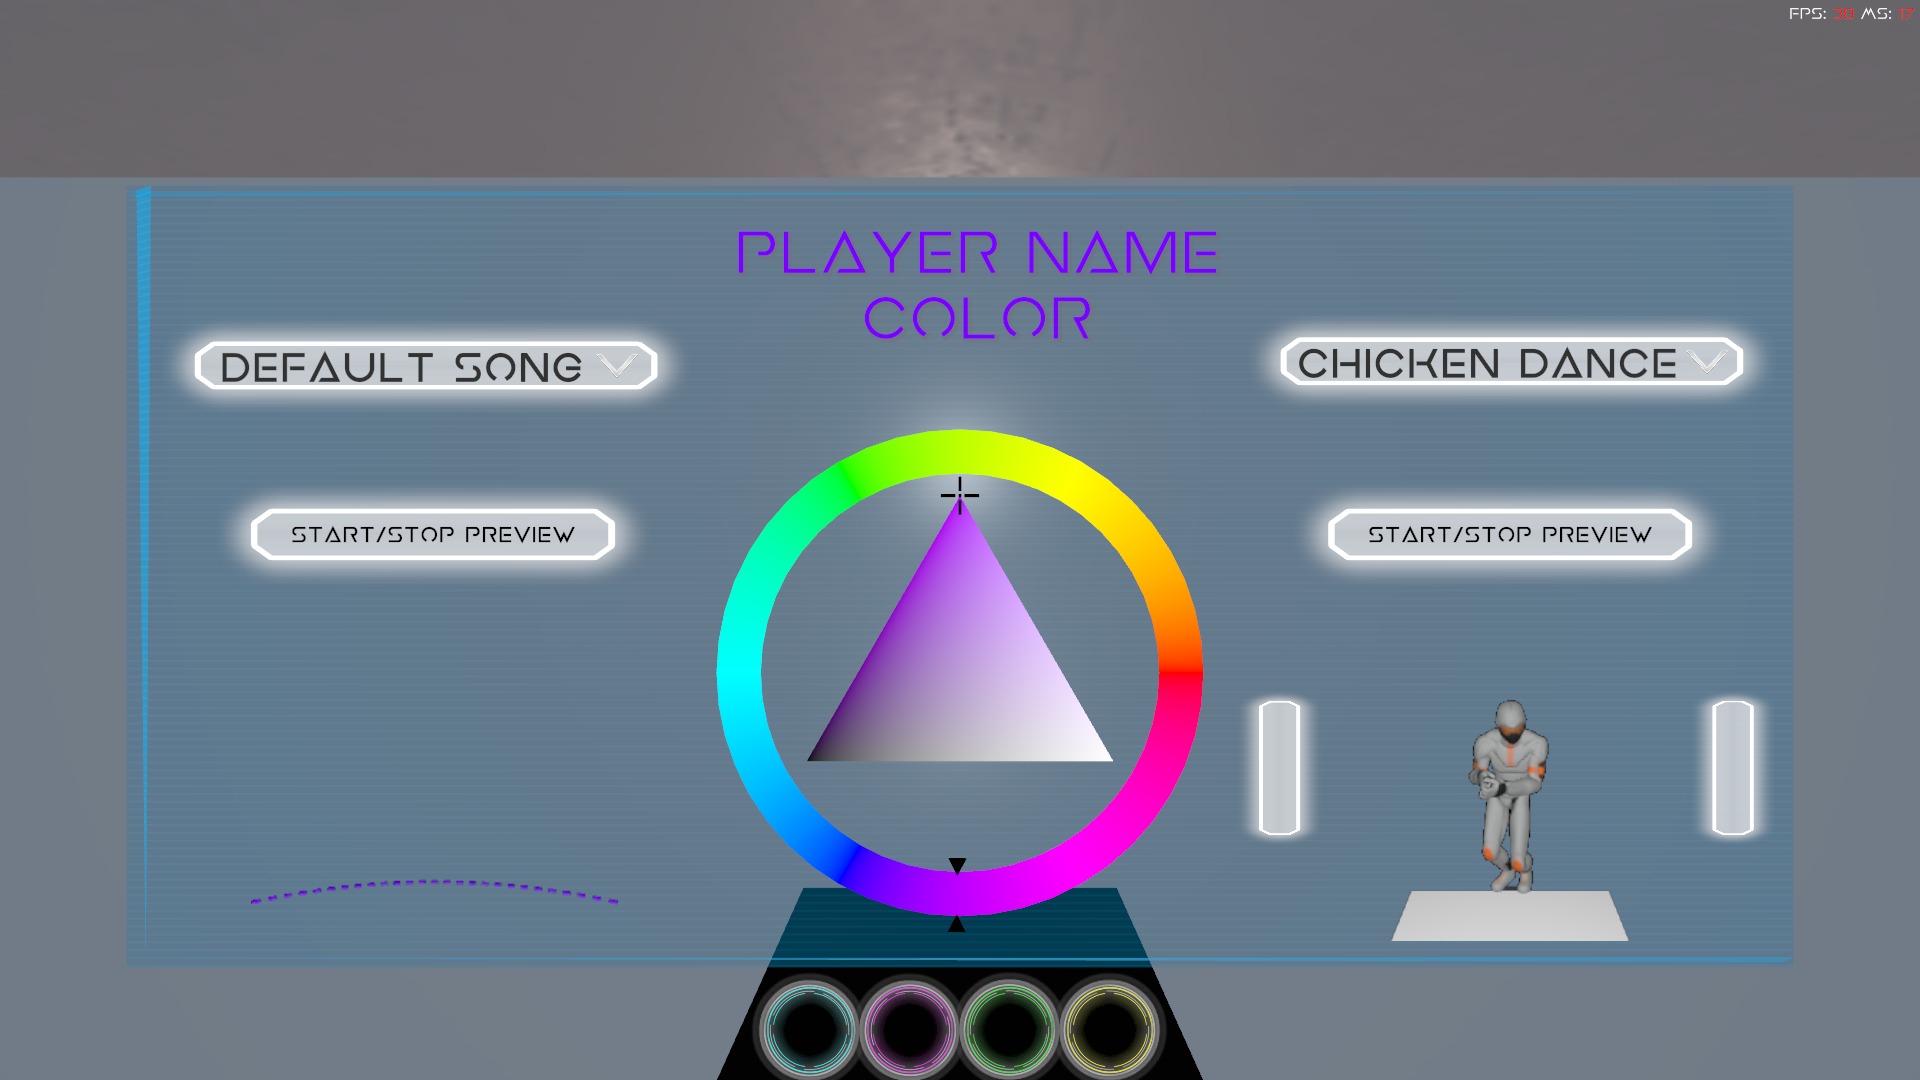 FPS: 30 MS: 17
PLAYER NAME
COLOR
DEFAULT SONG
CHICKEN DANCE
START/STOP PREVIEW
START/STOP PREVIEW